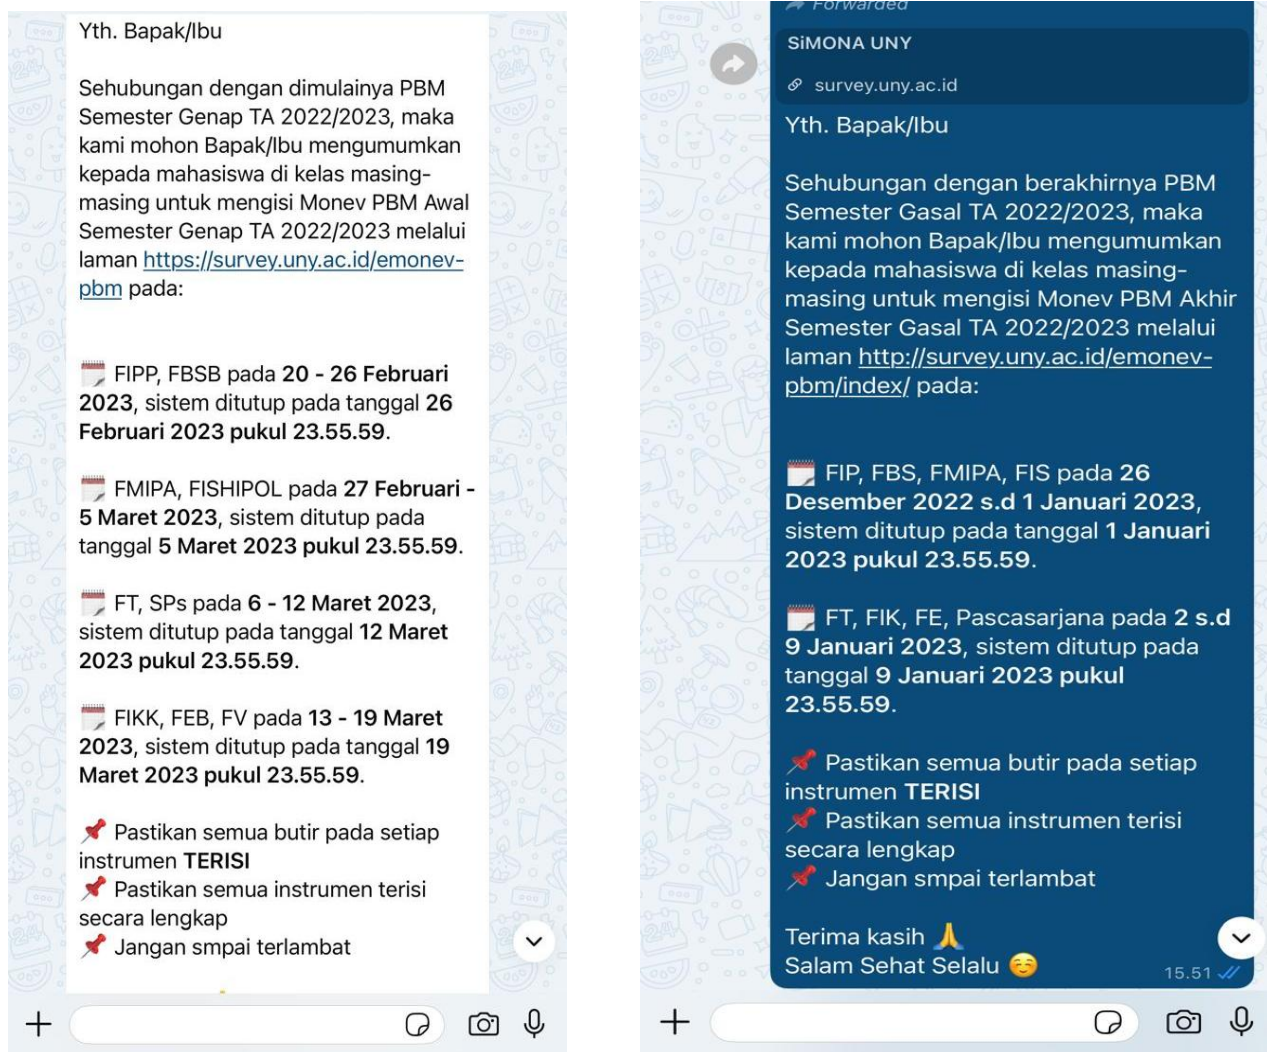 Yth. Bapak/Ibu
Sehubungan dengan dimulainya PBM
Semester Genap TA 2022/2023, maka
kami mohon Bapak/Ibu mengumumkan
kepada mahasiswa di kelas masing-
masing untuk mengisi Monev PBM Awal
Semester Genap TA 2022/2023 melalui
laman https://survey.uny.ac.id/emonev-
pbm pada:
FIPP, FBSB pada 20 - 26 Februari
2023, sistem ditutup pada tanggal 26
Februari 2023 pukul 23.55.59.
FMIPA, FISHIPOL pada 27 Februari -
5 Maret 2023, sistem ditutup pada
tanggal 5 Maret 2023 pukul 23.55.59.
FT, SPs pada 6 - 12 Maret 2023,
sistem ditutup pada tanggal 12 Maret
2023 pukul 23.55.59.
FIKK, FEB, FV pada 13 - 19 Maret
2023, sistem ditutup pada tanggal 19
Maret 2023 pukul 23.55.59.
📌 Pastikan semua butir pada setiap
instrumen TERISI
📌 Pastikan semua instrumen terisi
secara lengkap
📌 Jangan smpai terlambat
Forwarded
SiMONA UNY
survey.uny.ac.id
Yth. Bapak/Ibu
Sehubungan dengan berakhirnya PBM
Semester Gasal TA 2022/2023, maka
kami mohon Bapak/Ibu mengumumkan
kepada mahasiswa di kelas masing-
masing untuk mengisi Monev PBM Akhir
Semester Gasal TA 2022/2023 melalui
laman http://survey.uny.ac.id/emonev-
pbm/index/ pada:
FIP, FBS, FMIPA, FIS pada 26
Desember 2022 s.d 1 Januari 2023,
sistem ditutup pada tanggal 1 Januari
2023 pukul 23.55.59.
FT, FIK, FE, Pascasarjana pada 2 s.d
9 Januari 2023, sistem ditutup pada
tanggal 9 Januari 2023 pukul
23.55.59.
📌 Pastikan semua butir pada setiap
instrumen TERISI
📌 Pastikan semua instrumen terisi
secara lengkap
📌 Jangan smpai terlambat
Terima kasih 🙏
Salam Sehat Selalu ☺️
15.51